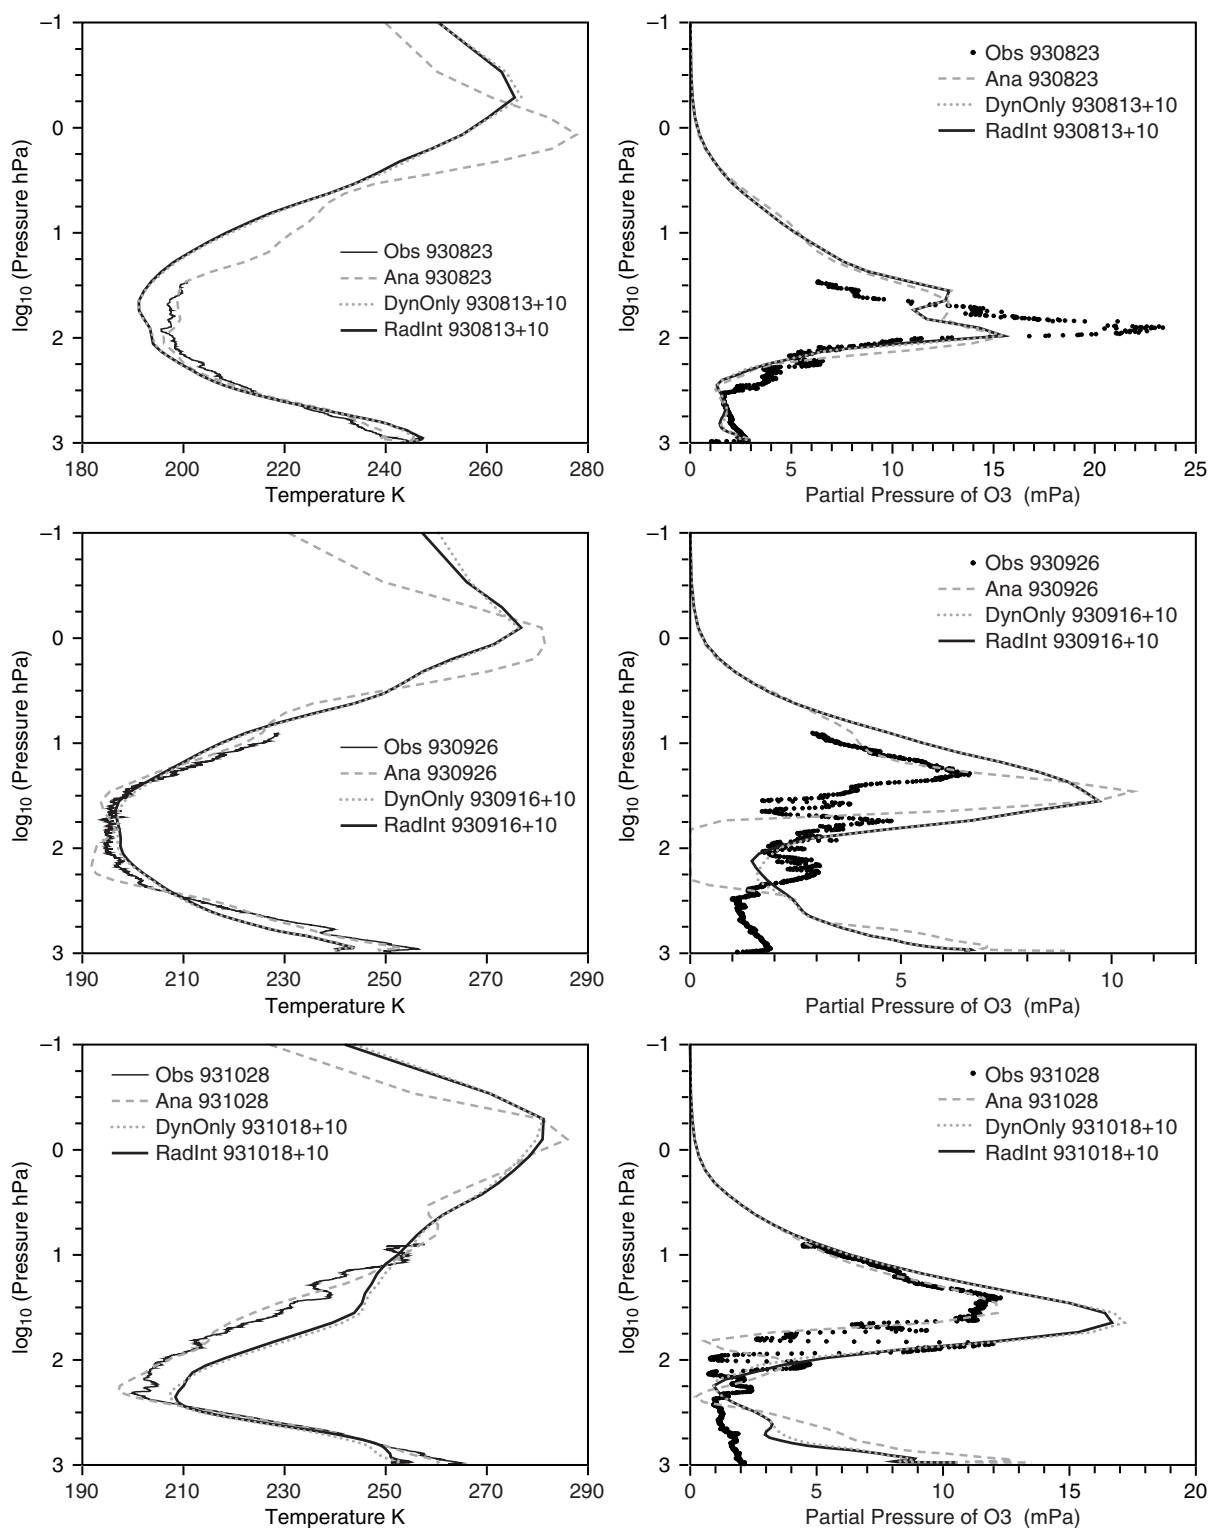 −1
0
1
2
3
log10 (Pressure hPa)
Obs 930823
Ana 930823
DynOnly 930813+10
RadInt 930813+10
180 200 220 240 260 280
Temperature K
−1
0
1
2
3
log10 (Pressure hPa)
Obs 930823
Ana 930823
DynOnly 930813+10
RadInt 930813+10
0 5 10 15 20 25
Partial Pressure of O3 (mPa)
−1
0
1
2
3
log10 (Pressure hPa)
Obs 930926
Ana 930926
DynOnly 930916+10
RadInt 930916+10
190 210 230 250 270 290
Temperature K
−1
0
1
2
3
log10 (Pressure hPa)
Obs 930926
Ana 930926
DynOnly 930916+10
RadInt 930916+10
0 5 10
Partial Pressure of O3 (mPa)
−1
0
1
2
3
log10 (Pressure hPa)
Obs 931028
Ana 931028
DynOnly 931018+10
RadInt 931018+10
190 210 230 250 270 290
Temperature K
−1
0
1
2
3
log10 (Pressure hPa)
Obs 931028
Ana 931028
DynOnly 931018+10
RadInt 931018+10
0 5 10 15 20
Partial Pressure of O3 (mPa)